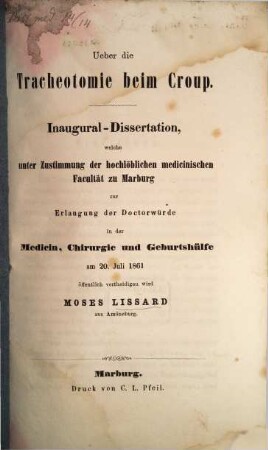 Ueber die
Tracheotomie beim Croup.
Inaugural-Dissertation,
welche
unter Zustimmung der hochlöblichen medicinischen
Facultät zu Marburg
zur
Erlangung der Doctorwürde
in der
Medicin, Chirurgie und Geburtshülfe
am 20. Juli 1861
öffentlich vertheidigen wird
MOSES LISSARD
aus Amöneburg.
Marburg.
Druck von C. L. Pfeil.